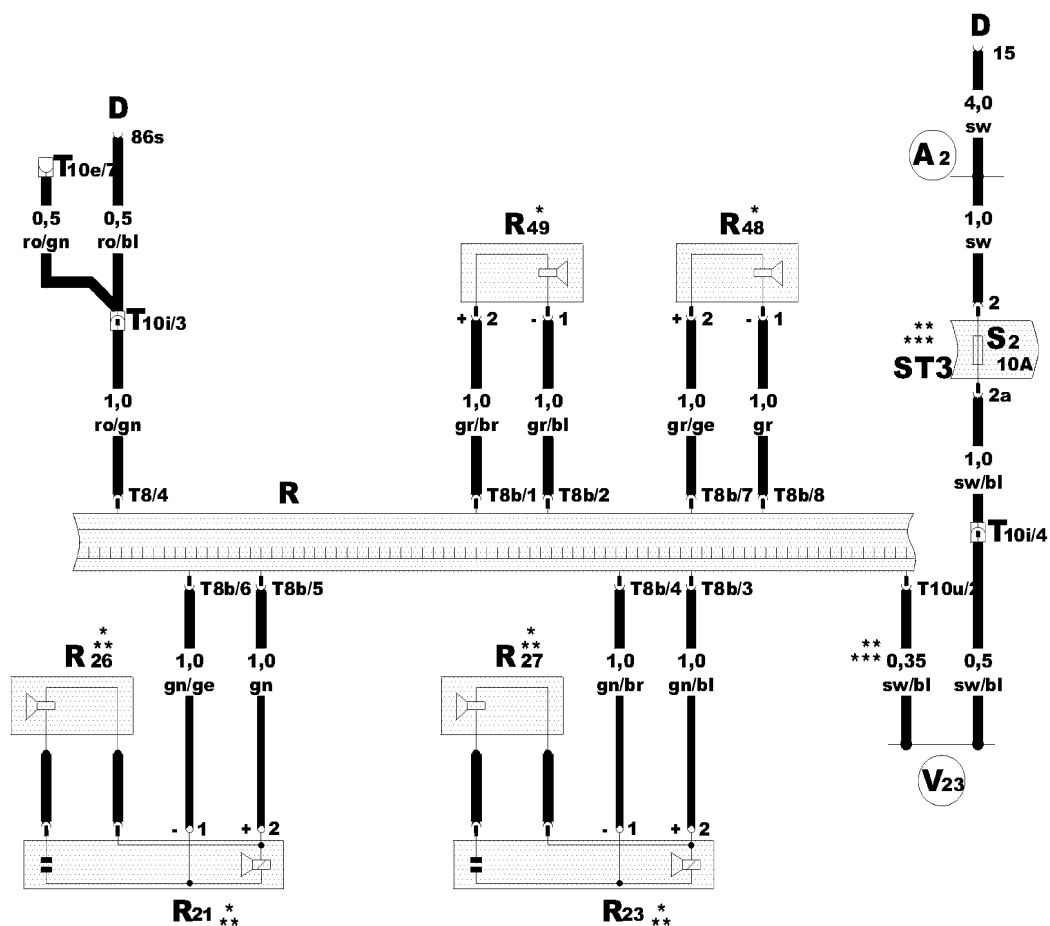 D
15
4,0
sw
A2
D
86s
T10e/7
0,5
ro/gn
0,5
ro/bl
1,0
sw
R49 *
R48 *
T10i/3
+ 2 - 1
+ 2 - 1
2
**
***
ST3
S2
10A
2a
1,0
ro/gn
1,0
gr/br
1,0
gr/bl
1,0
gr/ge
1,0
gr
1,0
sw/bl
T8/4
R
T8b/1
T8b/2
T8b/7
T8b/8
T10i/4
T8b/6
T8b/5
T8b/4
T8b/3
T10u/2
*
**
R26
1,0
gn/ge
1,0
gn
*
**
R27
1,0
gn/br
1,0
gn/bl
**
***
0,35
sw/bl
0,5
sw/bl
V23
- 1 + 2
- 1 + 2
R21 *
**
R23 *
**